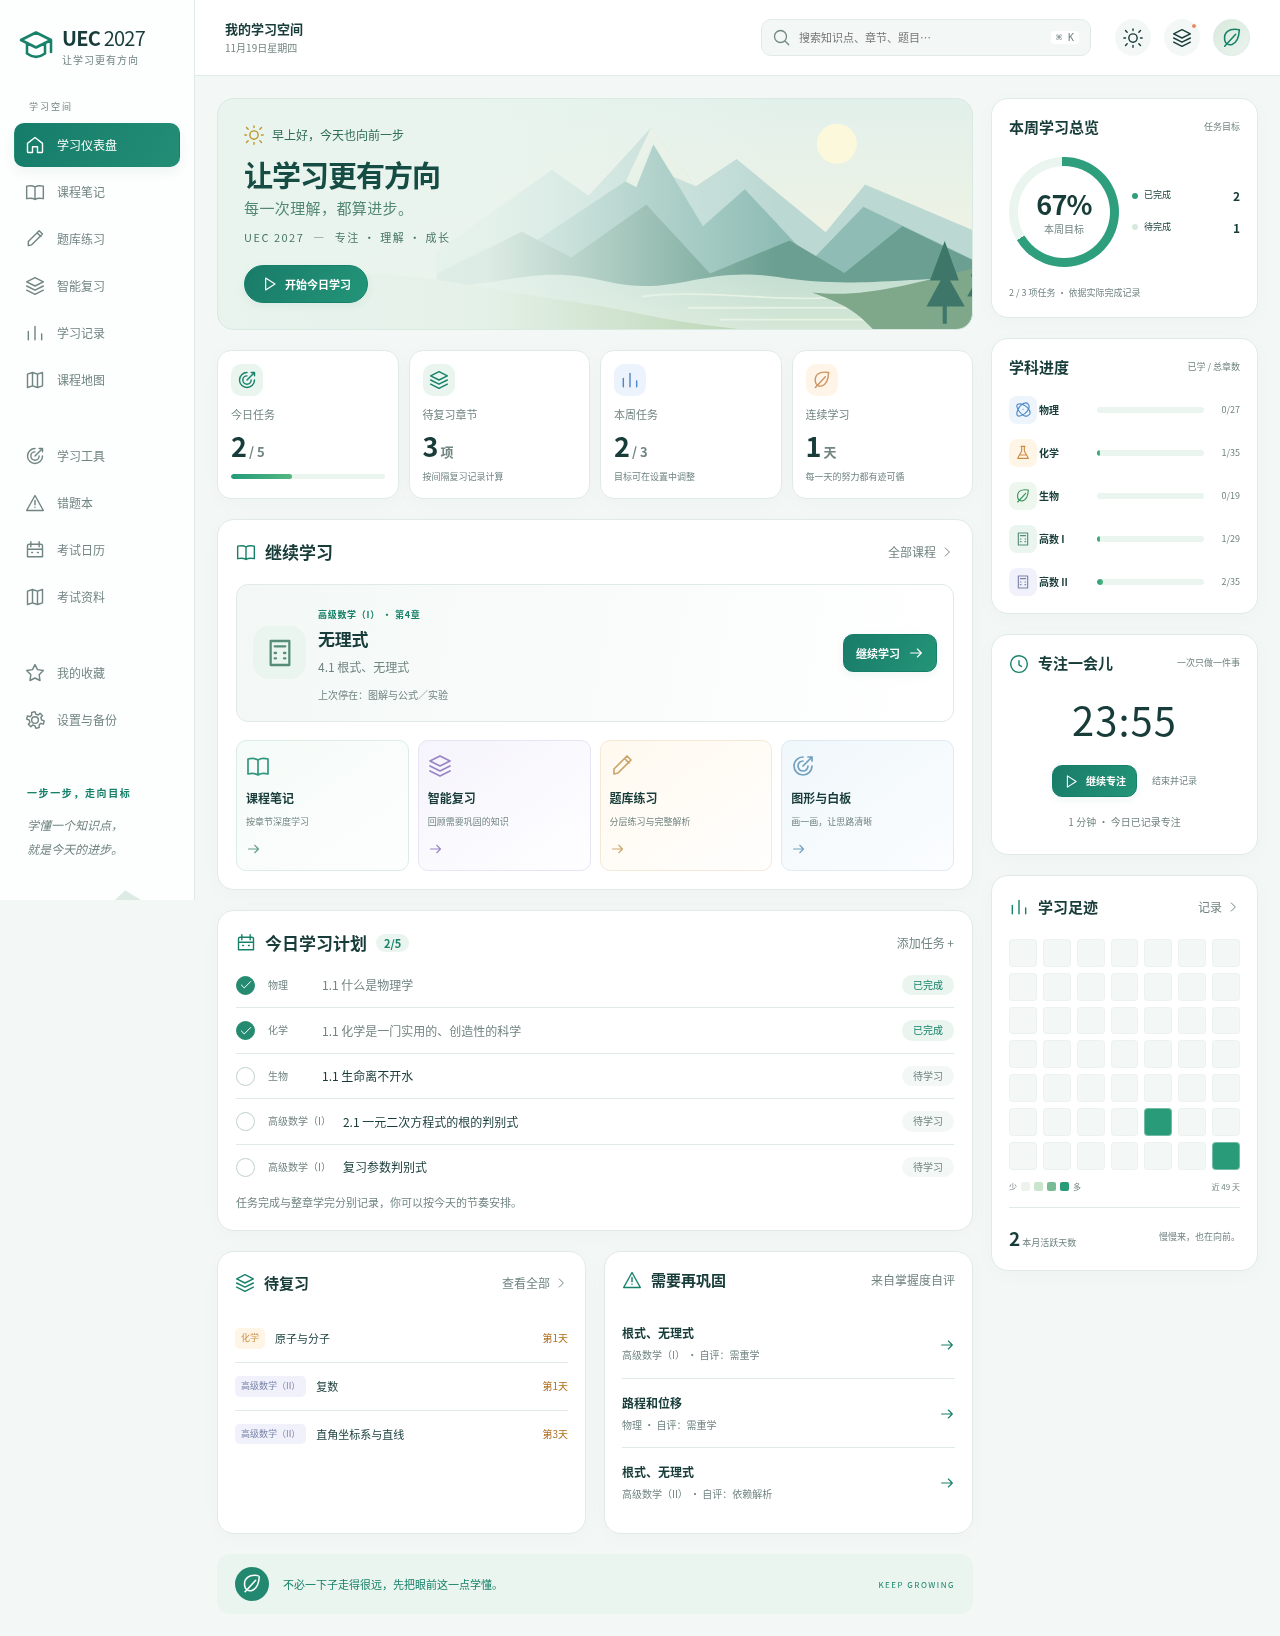 UEC 2027
让学习更有方向
学习空间
学习仪表盘
课程笔记
题库练习
智能复习
学习记录
课程地图
学习工具
错题本
考试日历
考试资料
我的收藏
设置与备份
一步一步，走向目标
学懂一个知识点，
就是今天的进步。
我的学习空间
11月19日星期四
搜索知识点、章节、题目…
⌘ K
早上好，今天也向前一步
让学习更有方向
每一次理解，都算进步。
UEC 2027 — 专注 · 理解 · 成长
开始今日学习
今日任务
2 / 5
待复习章节
3 项
按间隔复习记录计算
本周任务
2 / 3
目标可在设置中调整
连续学习
1 天
每一天的努力都有迹可循
继续学习
全部课程
高级数学（I） · 第4章
无理式
4.1 根式、无理式
上次停在：图解与公式／实验
继续学习
课程笔记
按章节深度学习
智能复习
回顾需要巩固的知识
题库练习
分层练习与完整解析
图形与白板
画一画，让思路清晰
今日学习计划 2/5
添加任务 +
物理 1.1 什么是物理学 已完成
化学 1.1 化学是一门实用的、创造性的科学 已完成
生物 1.1 生命离不开水 待学习
高级数学（I） 2.1 一元二次方程式的根的判别式 待学习
高级数学（I） 复习参数判别式 待学习
任务完成与整章学完分别记录，你可以按今天的节奏安排。
待复习
查看全部
化学 原子与分子 第1天
高级数学（II） 复数 第1天
高级数学（II） 直角坐标系与直线 第3天
需要再巩固
来自掌握度自评
根式、无理式
高级数学（I） · 自评：需重学
路程和位移
物理 · 自评：需重学
根式、无理式
高级数学（II） · 自评：依赖解析
不必一下子走得很远，先把眼前这一点学懂。
KEEP GROWING
本周学习总览
任务目标
67%
本周目标
已完成 2
待完成 1
2 / 3 项任务 · 依据实际完成记录
学科进度
已学 / 总章数
物理 0/27
化学 1/35
生物 0/19
高数 I 1/29
高数 II 2/35
专注一会儿
一次只做一件事
23:55
继续专注
结束并记录
1 分钟 · 今日已记录专注
学习足迹
记录
少 多
近 49 天
2 本月活跃天数
慢慢来，也在向前。